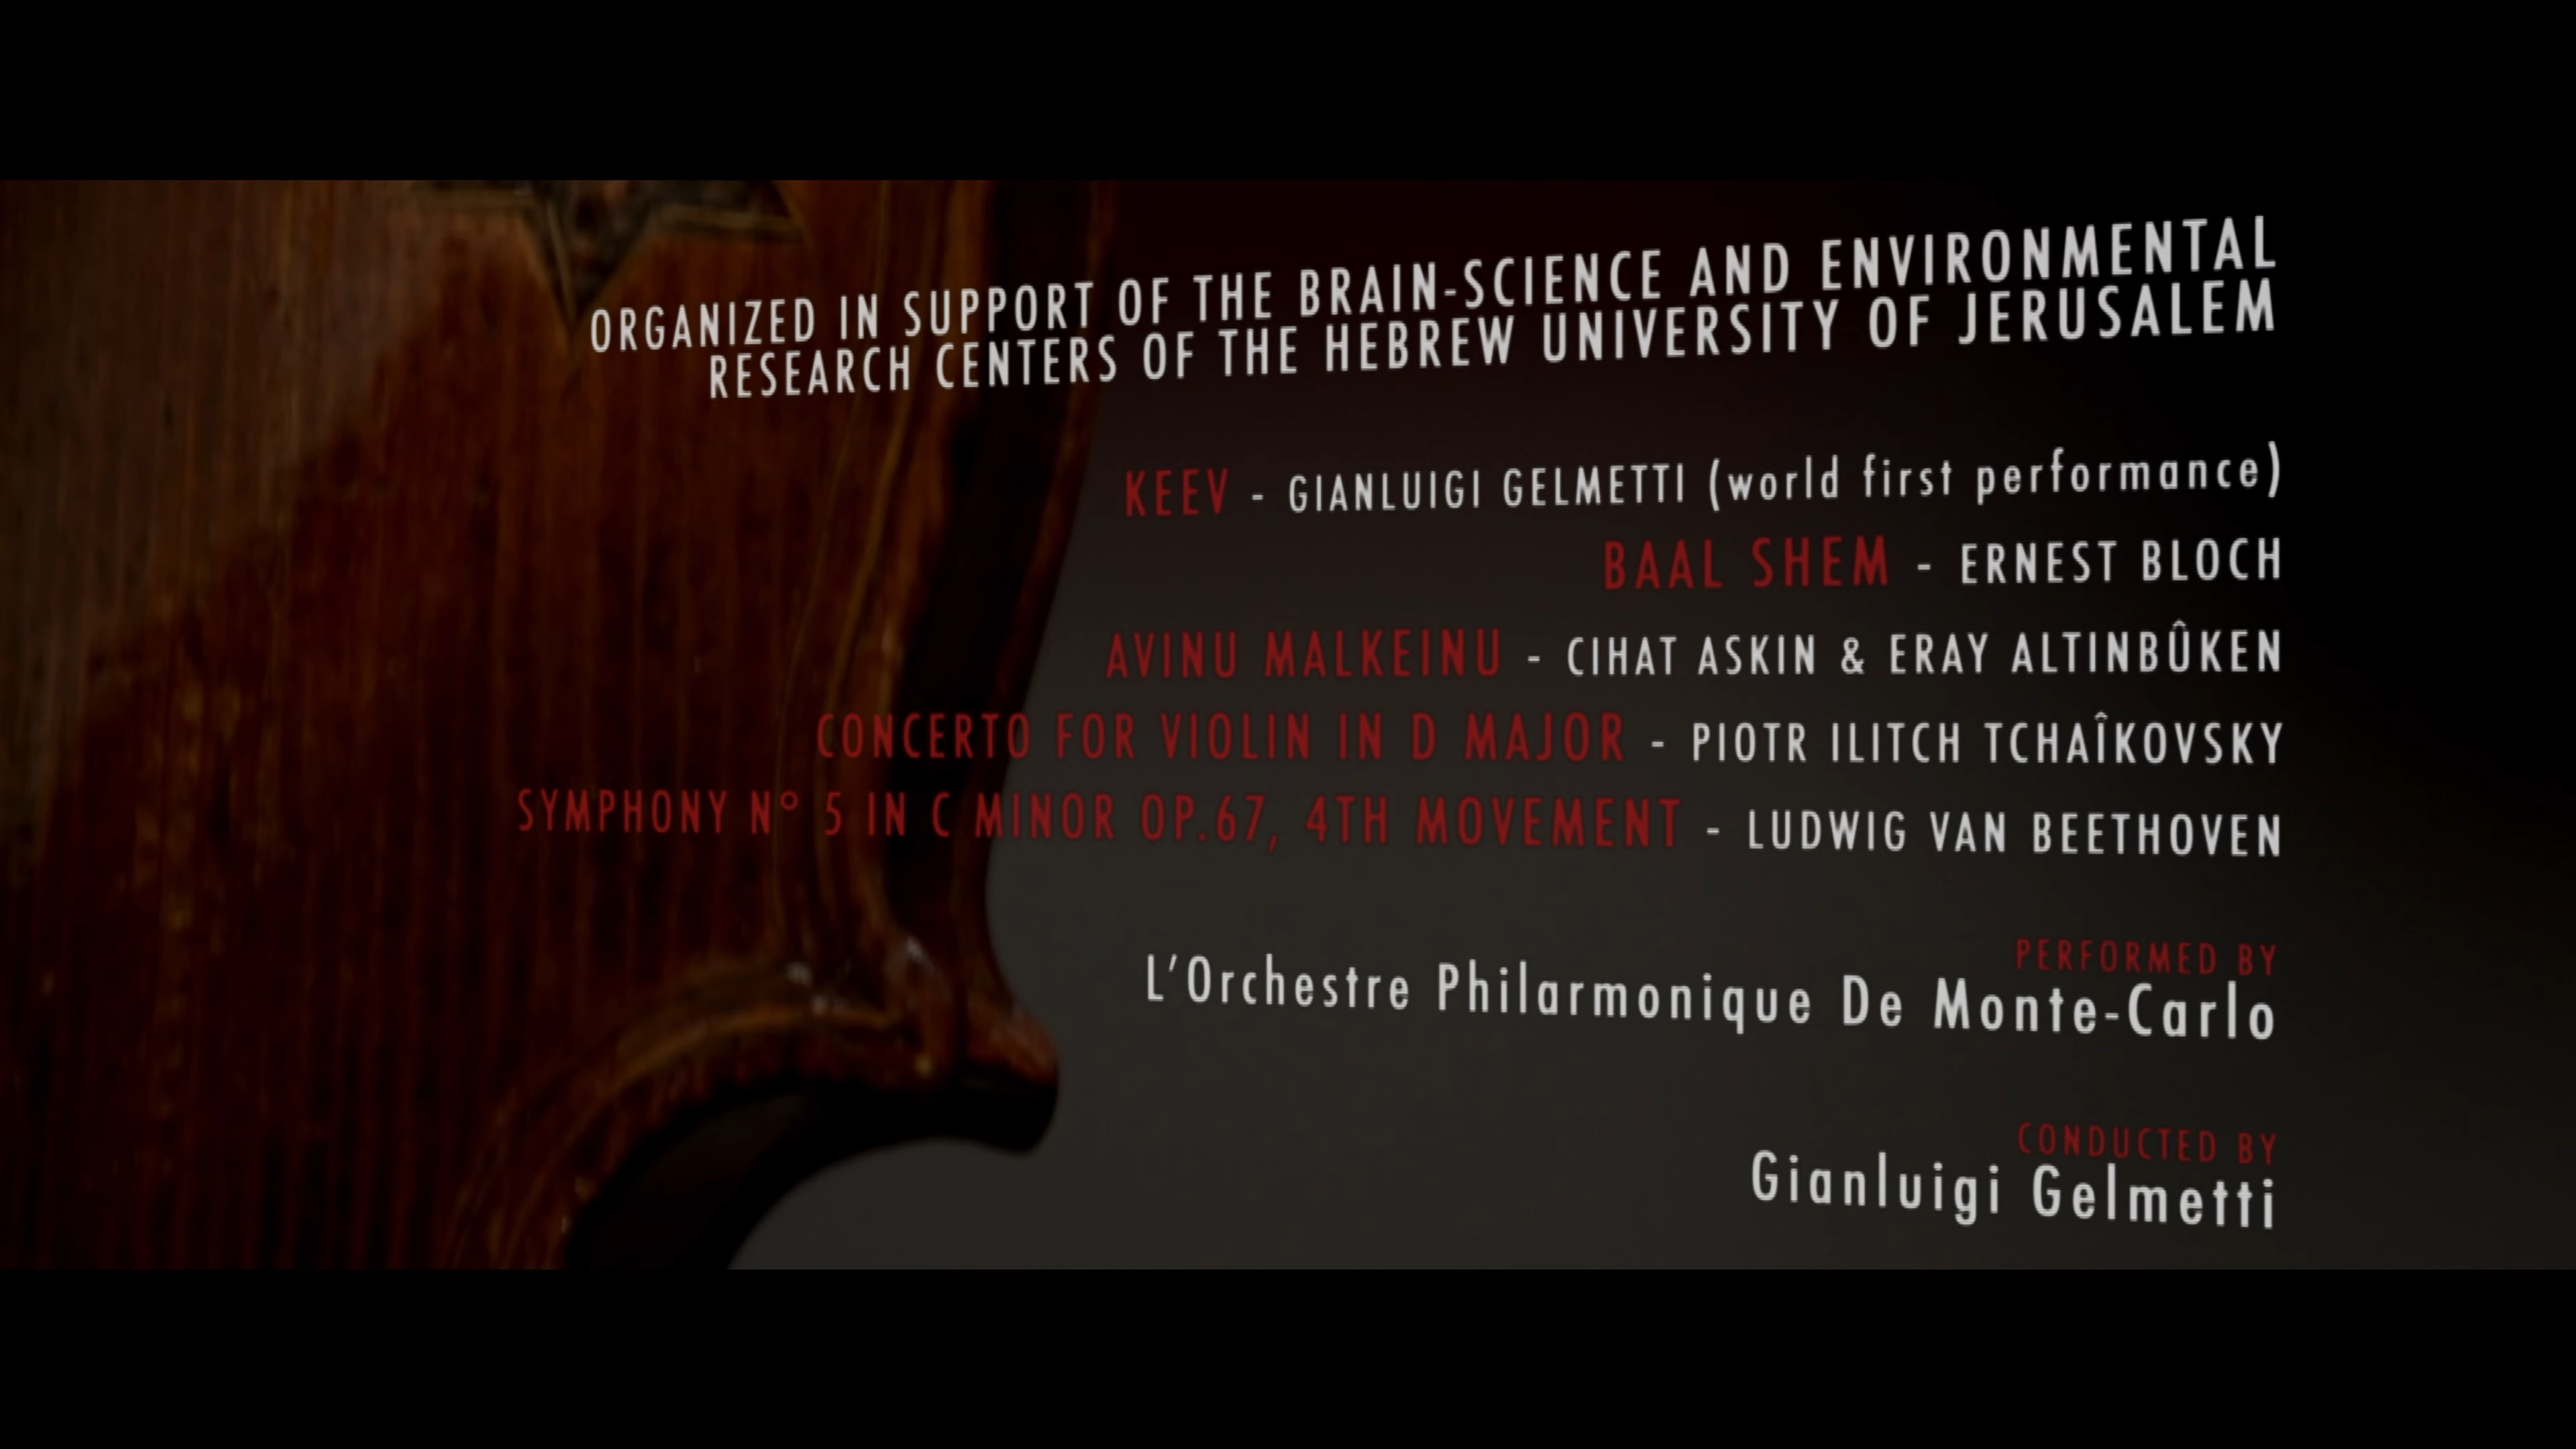 ORGANIZED IN SUPPORT OF THE BRAIN-SCIENCE AND ENVIRONMENTAL
RESEARCH CENTERS OF THE HEBREW UNIVERSITY OF JERUSALEM
KEEV - GIANLUIGI GELMETTI (world first performance)
BAAL SHEM - ERNEST BLOCH
AVINU MALKEINU - CIHAT ASKIN & ERAY ALTINBÛKEN
CONCERTO FOR VIOLIN IN D MAJOR - PIOTR ILITCH TCHAÎKOVSKY
SYMPHONY N° 5 IN C MINOR OP.67, 4TH MOVEMENT - LUDWIG VAN BEETHOVEN
PERFORMED BY
L'Orchestre Philarmonique De Monte-Carlo
CONDUCTED BY
Gianluigi Gelmetti